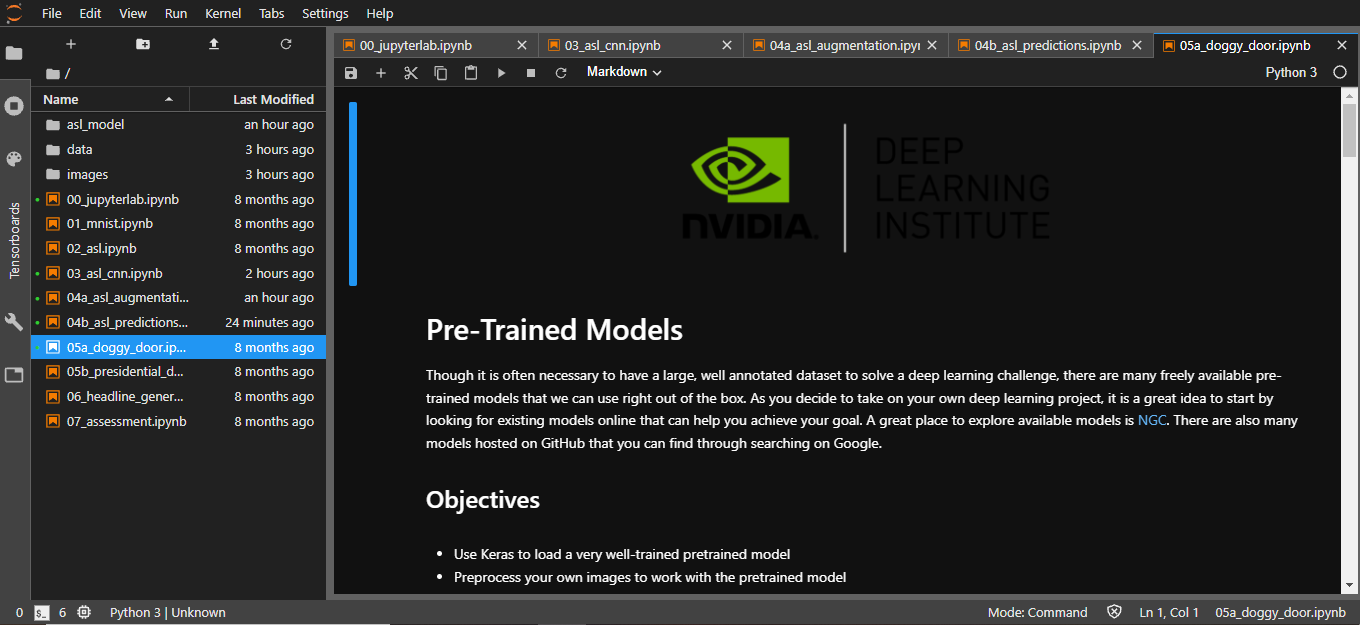 File Edit View Run Kernel Tabs Settings Help
00_jupyterlab.ipynb
03_asl_cnn.ipynb
04a_asl_augmentation.ipyn
04b_asl_predictions.ipynb
05a_doggy_door.ipynb
/
Markdown
Python 3
Name Last Modified
asl_model an hour ago
data 3 hours ago
images 3 hours ago
00_jupyterlab.ipynb 8 months ago
01_mnist.ipynb 8 months ago
02_asl.ipynb 8 months ago
03_asl_cnn.ipynb 2 hours ago
04a_asl_augmentati... an hour ago
04b_asl_predictions... 24 minutes ago
05a_doggy_door.ip... 8 months ago
05b_presidential_d... 8 months ago
06_headline_gener... 8 months ago
07_assessment.ipynb 8 months ago
Tensorboards
NVIDIA.
DEEP
LEARNING
INSTITUTE
Pre-Trained Models
Though it is often necessary to have a large, well annotated dataset to solve a deep learning challenge, there are many freely available pre-
trained models that we can use right out of the box. As you decide to take on your own deep learning project, it is a great idea to start by
looking for existing models online that can help you achieve your goal. A great place to explore available models is NGC. There are also many
models hosted on GitHub that you can find through searching on Google.
Objectives
• Use Keras to load a very well-trained pretrained model
• Preprocess your own images to work with the pretrained model
0 $_ 6 Python 3 | Unknown Mode: Command Ln 1, Col 1 05a_doggy_door.ipynb